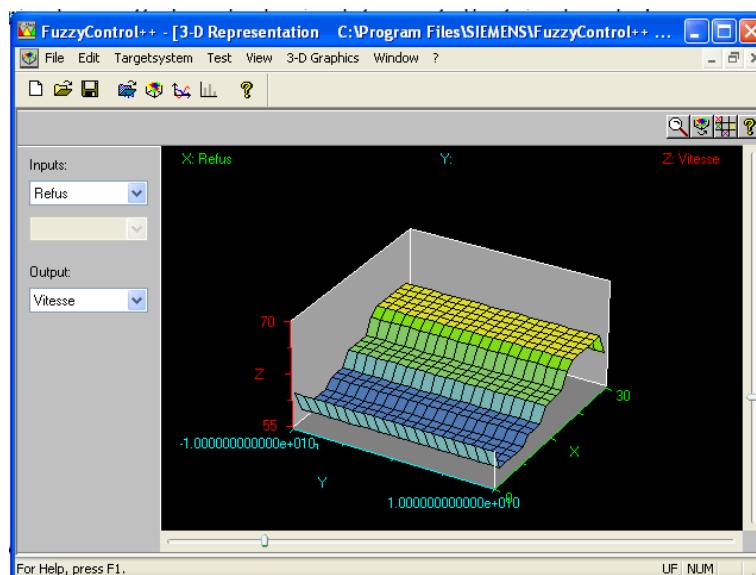 FuzzyControl++ - [3-D Representation C:\Program Files\SIEMENS\FuzzyControl++ ...
File Edit Targetsystem Test View 3-D Graphics Window ?
X: Refus Y: Z: Vitesse
Inputs:
Refus
Output:
Vitesse
70
Z
55
-1.000000000000e+010
Y
1.000000000000e+010
0
X
30
For Help, press F1.
UF NUM